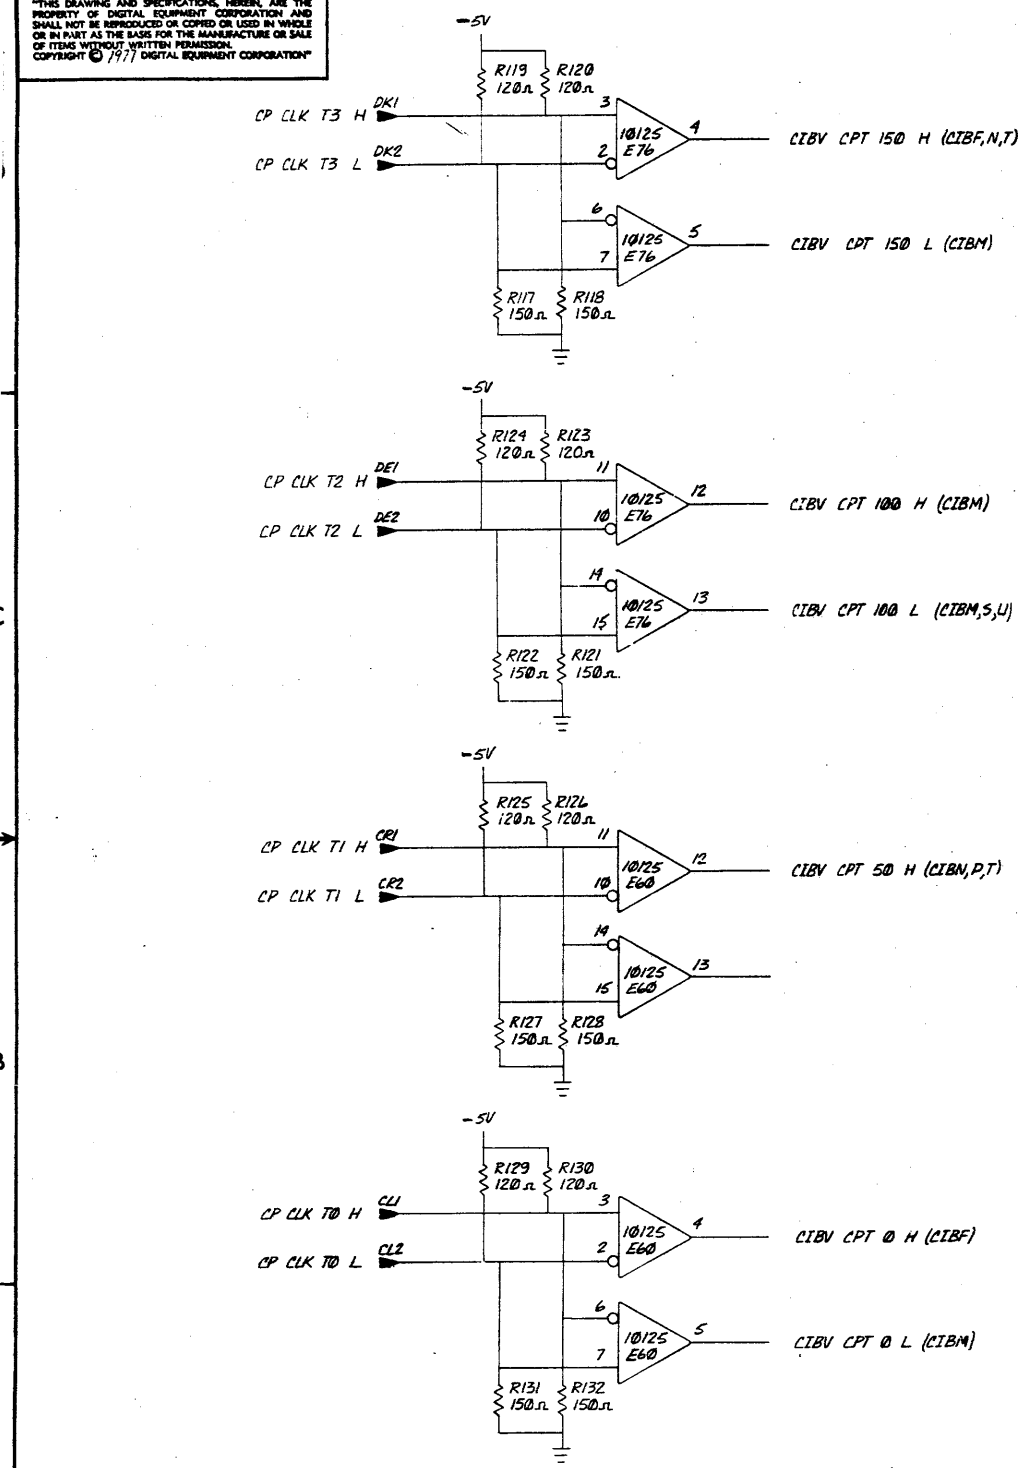 "THIS DRAWING AND SPECIFICATIONS, HEREIN, ARE THE
PROPERTY OF DIGITAL EQUIPMENT CORPORATION AND
SHALL NOT BE REPRODUCED OR COPIED OR USED IN WHOLE
OR IN PART AS THE BASIS FOR THE MANUFACTURE OR SALE
OF ITEMS WITHOUT WRITTEN PERMISSION.
COPYRIGHT © 1977 DIGITAL EQUIPMENT CORPORATION"
-5V
R119 R120
120Ω 120Ω
CP CLK T3 H DK1 3
10125 E76 4 CIBV CPT 150 H (CIBF,N,T)
CP CLK T3 L DK2 2
6
10125 E76 5 CIBV CPT 150 L (CIBM)
7
R117 R118
150Ω 150Ω
-5V
R124 R123
120Ω 120Ω
CP CLK T2 H DE1 11
10125 E76 12 CIBV CPT 100 H (CIBM)
CP CLK T2 L DE2 10
14
10125 E76 13 CIBV CPT 100 L (CIBM,S,U)
15
R122 R121
150Ω 150Ω
-5V
R125 R126
120Ω 120Ω
CP CLK T1 H CR1 11
10125 E60 12 CIBV CPT 50 H (CIBN,P,T)
CP CLK T1 L CR2 10
14
10125 E60 13
15
R127 R128
150Ω 150Ω
-5V
R129 R130
120Ω 120Ω
CP CLK T0 H CL1 3
10125 E60 4 CIBV CPT 0 H (CIBF)
CP CLK T0 L CL2 2
6
10125 E60 5 CIBV CPT 0 L (CIBM)
7
R131 R132
150Ω 150Ω